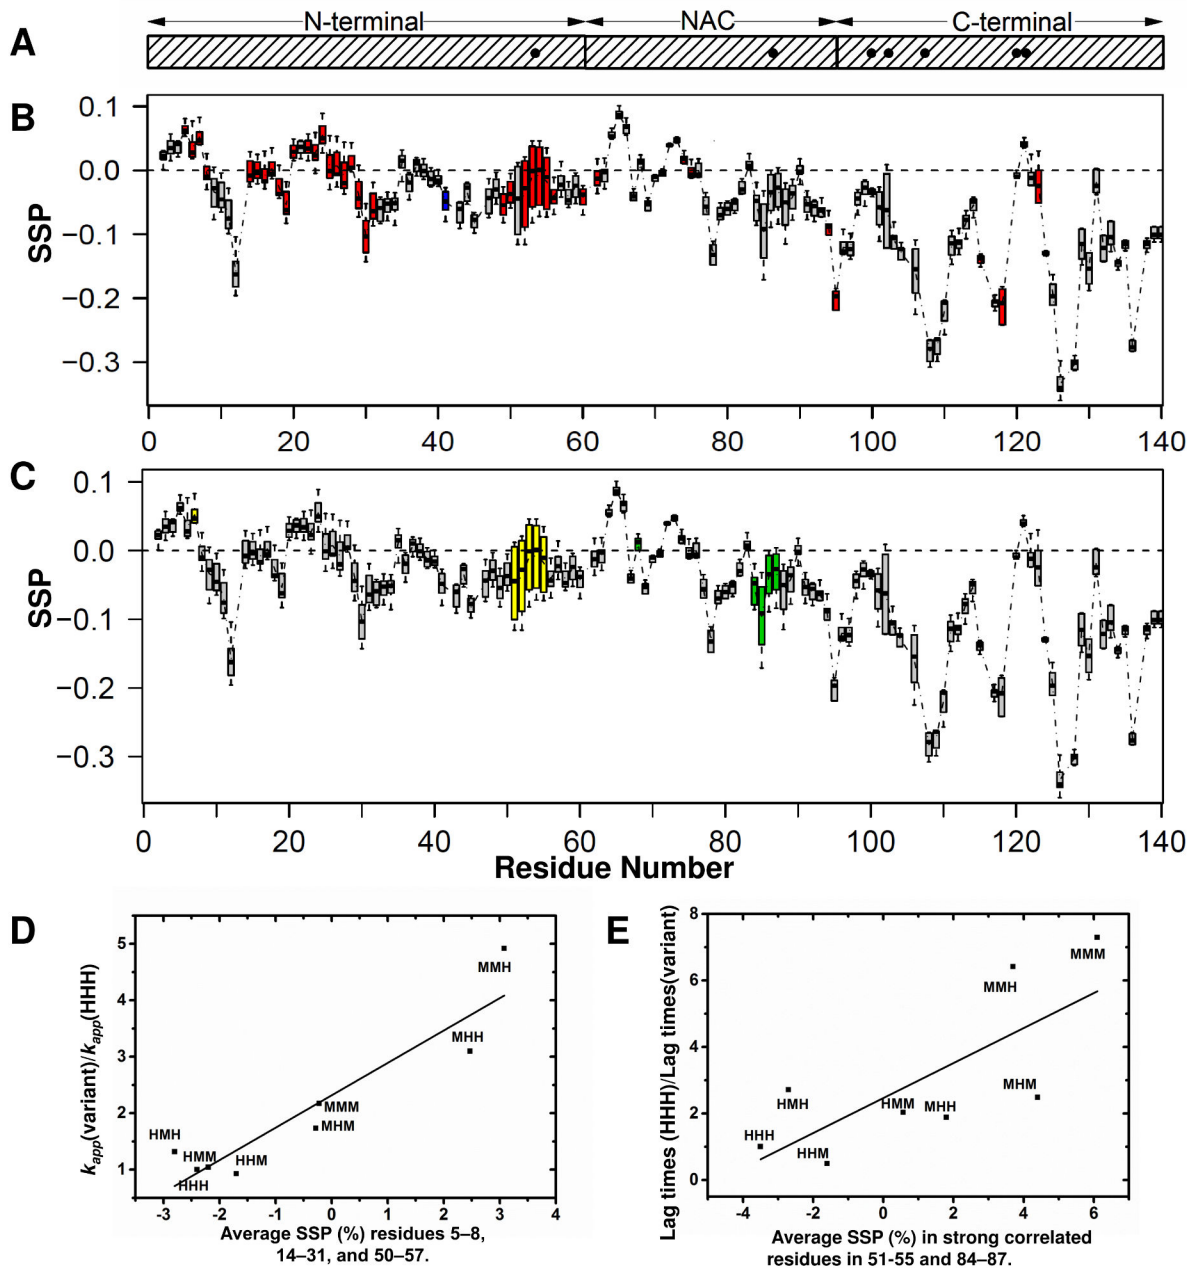 N-terminal NAC C-terminal
A
B
0.1
0.0
−0.1
−0.2
−0.3
SSP
0 20 40 60 80 100 120 140
C
0.1
0.0
−0.1
−0.2
−0.3
SSP
0 20 40 60 80 100 120 140
Residue Number
D
5
4
3
2
1
kapp(variant)/kapp(HHH)
MMH
MHH
MMM
MHM
HMH
HMM
HHM
HHH
-3 -2 -1 0 1 2 3 4
Average SSP (%) residues 5–8,
14–31, and 50–57.
E
8
6
4
2
0
Lag times (HHH)/Lag times(variant)
MMM
MMH
MHM
HMH
HMM
MHH
HHH
HHM
-4 -2 0 2 4 6
Average SSP (%) in strong correlated
residues in 51-55 and 84–87.